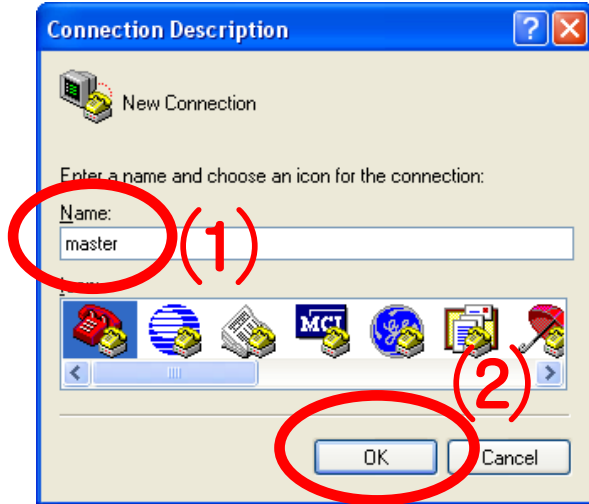 Connection Description
New Connection
Enter a name and choose an icon for the connection:
Name:
(1)
master
Icon:
MCI
(2)
OK
Cancel